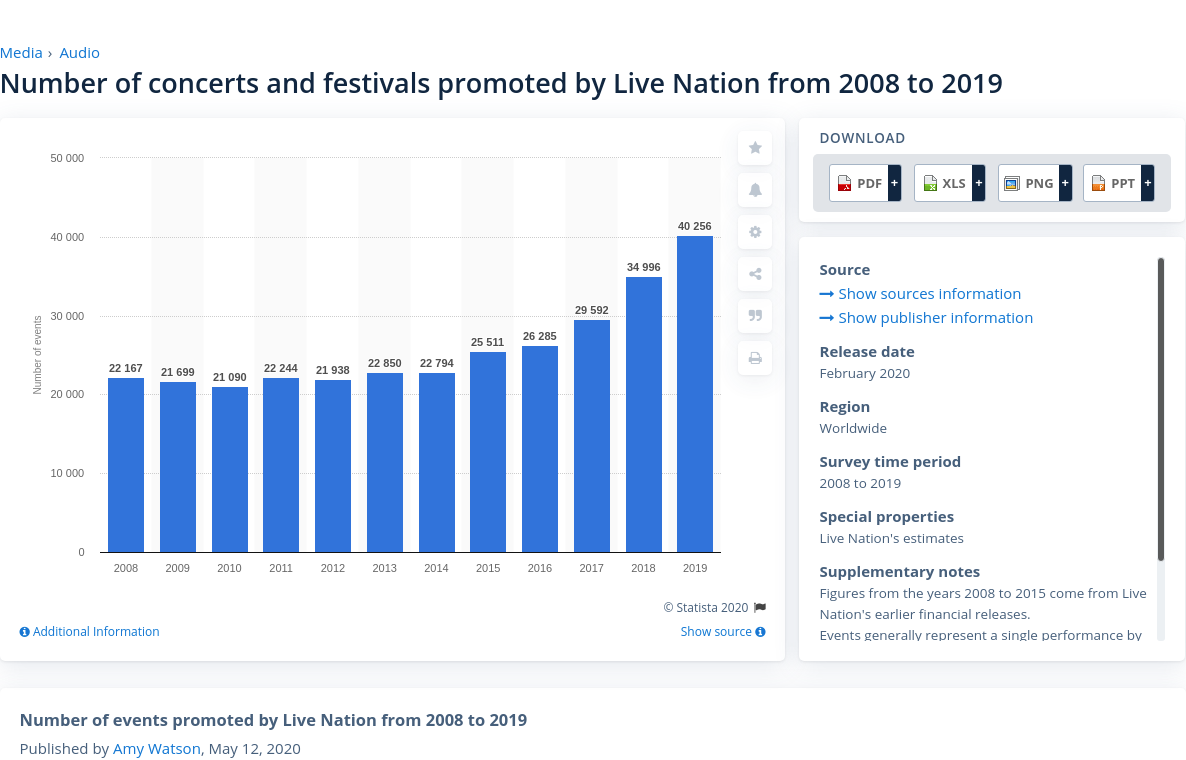 Media › Audio
Number of concerts and festivals promoted by Live Nation from 2008 to 2019
50 000
40 000
30 000
20 000
10 000
0
Number of events
22 167
21 699
21 090
22 244
21 938
22 850
22 794
25 511
26 285
29 592
34 996
40 256
2008 2009 2010 2011 2012 2013 2014 2015 2016 2017 2018 2019
© Statista 2020
Additional Information
Show source
DOWNLOAD
PDF + XLS + PNG + PPT +
Source
Show sources information
Show publisher information
Release date
February 2020
Region
Worldwide
Survey time period
2008 to 2019
Special properties
Live Nation's estimates
Supplementary notes
Figures from the years 2008 to 2015 come from Live
Nation's earlier financial releases.
Events generally represent a single performance by
Number of events promoted by Live Nation from 2008 to 2019
Published by Amy Watson, May 12, 2020